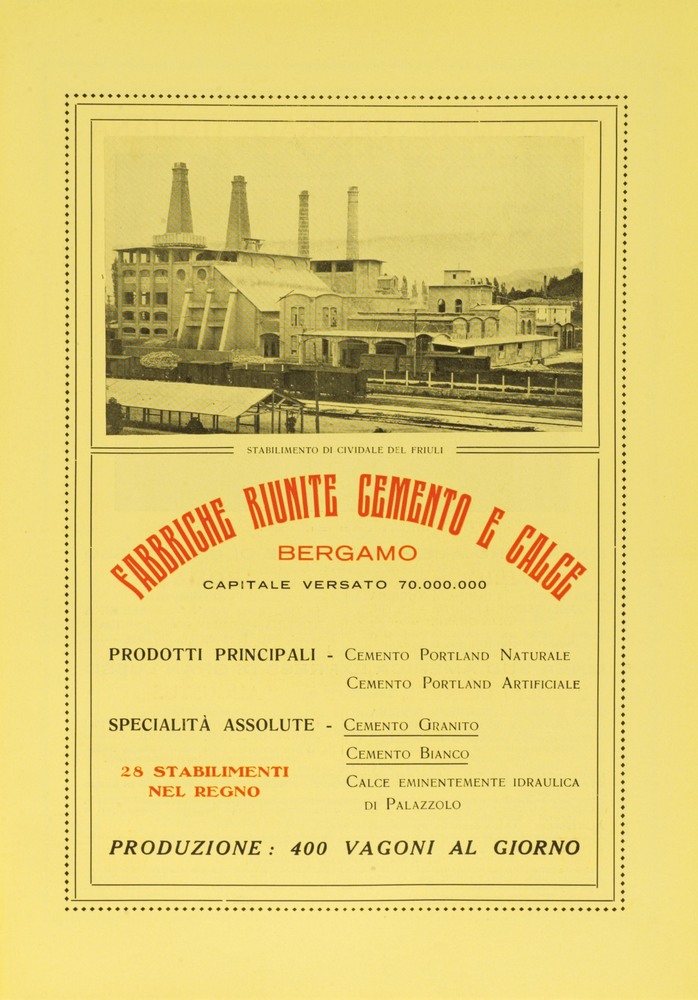 STABILIMENTO DI CIVIDALE DEL FRIULI
FABBRICHE RIUNITE CEMENTO E CALCE
BERGAMO
CAPITALE VERSATO 70.000.000
PRODOTTI PRINCIPALI - CEMENTO PORTLAND NATURALE
CEMENTO PORTLAND ARTIFICIALE
SPECIALITÀ ASSOLUTE - CEMENTO GRANITO
CEMENTO BIANCO
28 STABILIMENTI
NEL REGNO
CALCE EMINENTEMENTE IDRAULICA
DI PALAZZOLO
PRODUZIONE : 400 VAGONI AL GIORNO